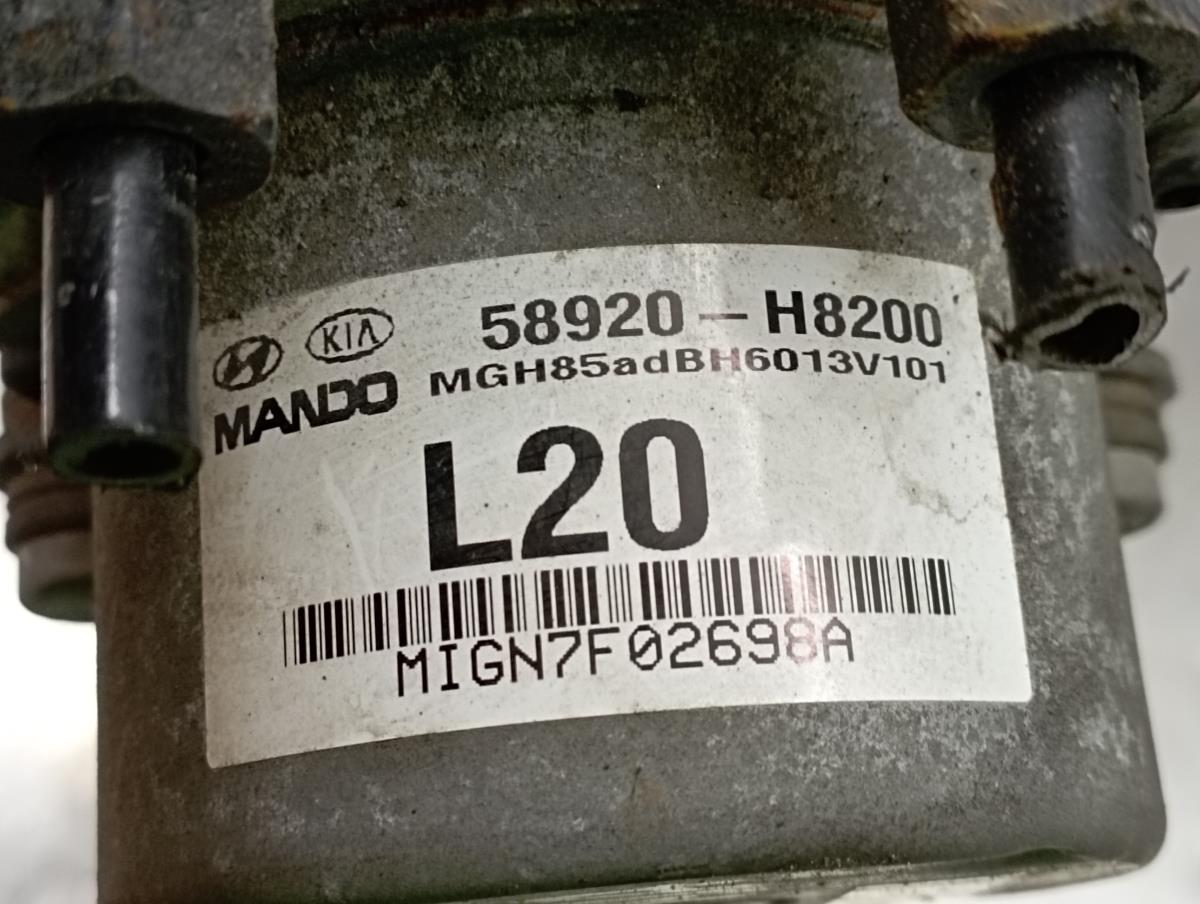 KIA
58920-H8200
MANDO
MGH85adBH6013V101
L20
MIGN7F02698A